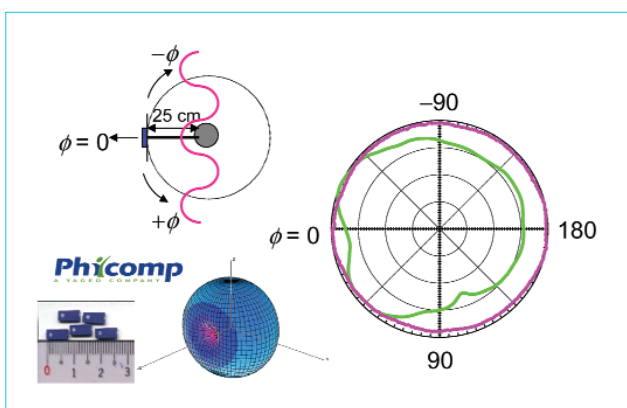 −ϕ
25 cm
ϕ = 0
+ϕ
−90
ϕ = 0
180
90
Phycomp
A YAGEO COMPANY
z
0 1 2 3